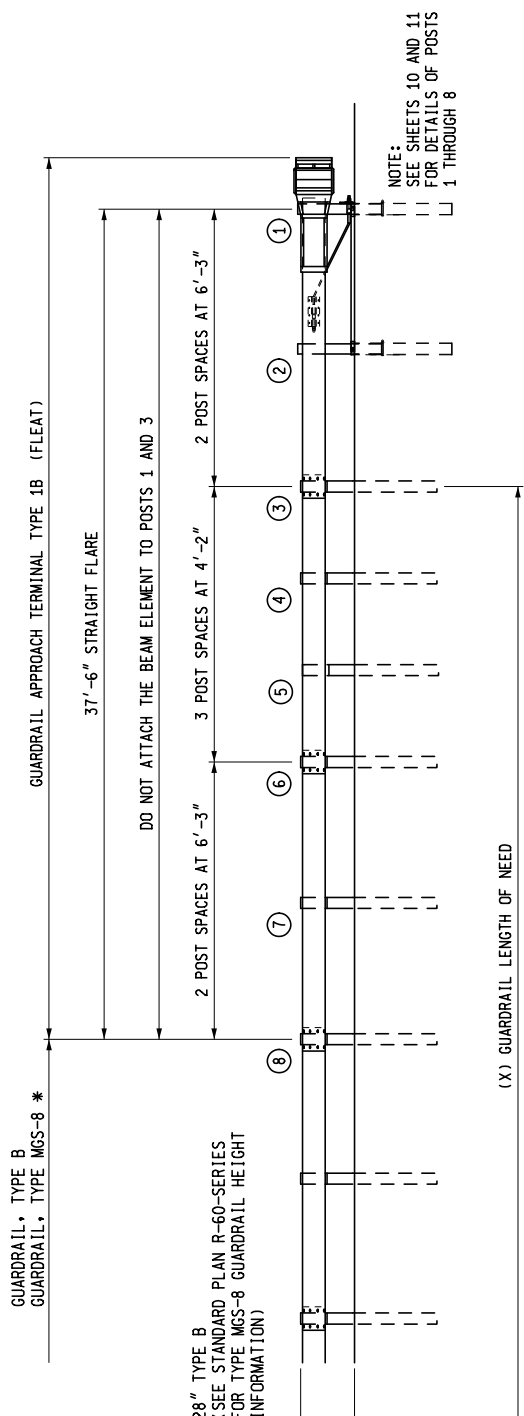 GUARDRAIL, TYPE B
GUARDRAIL, TYPE MGS-8 *
GUARDRAIL APPROACH TERMINAL TYPE 1B (FLEAT)
37'-6" STRAIGHT FLARE
DO NOT ATTACH THE BEAM ELEMENT TO POSTS 1 AND 3
2 POST SPACES AT 6'-3"
3 POST SPACES AT 4'-2"
2 POST SPACES AT 6'-3"
8
7
6
5
4
3
2
1
28" TYPE B
(SEE STANDARD PLAN R-60-SERIES
FOR TYPE MGS-8 GUARDRAIL HEIGHT
INFORMATION)
NOTE:
SEE SHEETS 10 AND 11
FOR DETAILS OF POSTS
1 THROUGH 8
(X) GUARDRAIL LENGTH OF NEED